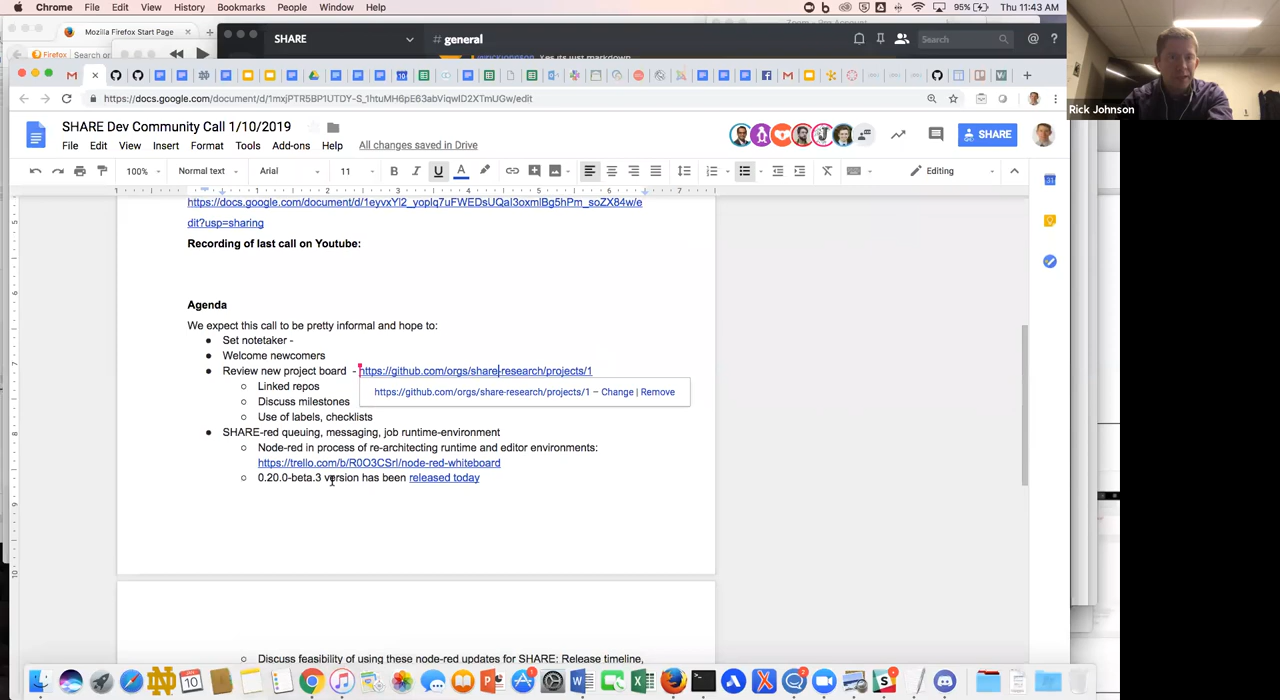 Chrome File Edit View History Bookmarks People Window Help 95% Thu 11:43 AM
Mozilla Firefox Start Page
SHARE # general Search
Firefox Search or
https://docs.google.com/document/d/1mxjPTR5BP1UTDY-S_1htuMH6pE63abViqwID2XTmUGw/edit
Rick Johnson
SHARE Dev Community Call 1/10/2019
SHARE
File Edit View Insert Format Tools Add-ons Help All changes saved in Drive
100% Normal text Arial 11 B I U A Editing
https://docs.google.com/document/d/1eyvxYl2_yoplq7uFWEDsUQaI3oxmlBg5hPm_soZX84w/e
dit?usp=sharing
Recording of last call on Youtube:
Agenda
We expect this call to be pretty informal and hope to:
Set notetaker -
Welcome newcomers
Review new project board - https://github.com/orgs/share-research/projects/1
Linked repos
https://github.com/orgs/share-research/projects/1 – Change | Remove
Discuss milestones
Use of labels, checklists
SHARE-red queuing, messaging, job runtime-environment
Node-red in process of re-architecting runtime and editor environments:
https://trello.com/b/R0O3CSrl/node-red-whiteboard
0.20.0-beta.3 version has been released today
Discuss feasibility of using these node-red updates for SHARE: Release timeline,